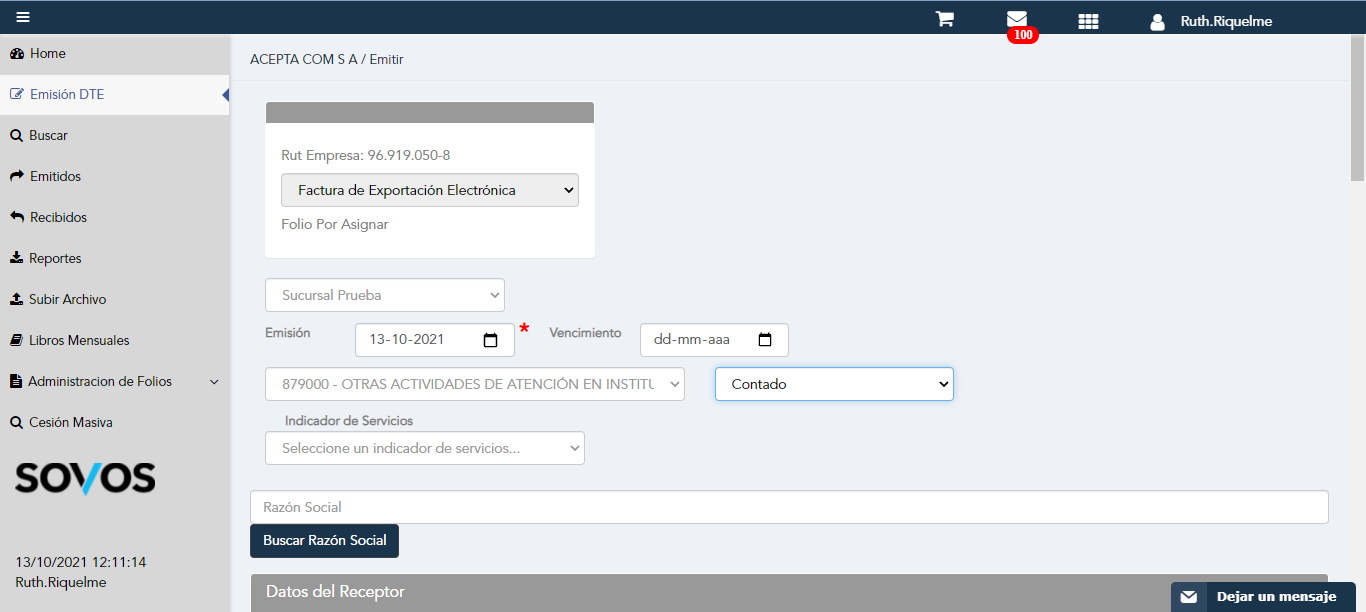 100
Ruth.Riquelme
Home
Emisión DTE
Buscar
Emitidos
Recibidos
Reportes
Subir Archivo
Libros Mensuales
Administracion de Folios
Cesión Masiva
SOVOS
13/10/2021 12:11:14
Ruth.Riquelme
ACEPTA COM S A / Emitir
Rut Empresa: 96.919.050-8
Factura de Exportación Electrónica
Folio Por Asignar
Sucursal Prueba
Emisión 13-10-2021 * Vencimiento dd-mm-aaa
879000 - OTRAS ACTIVIDADES DE ATENCIÓN EN INSTITU Contado
Indicador de Servicios
Seleccione un indicador de servicios...
Razón Social
Buscar Razón Social
Datos del Receptor
Dejar un mensaje